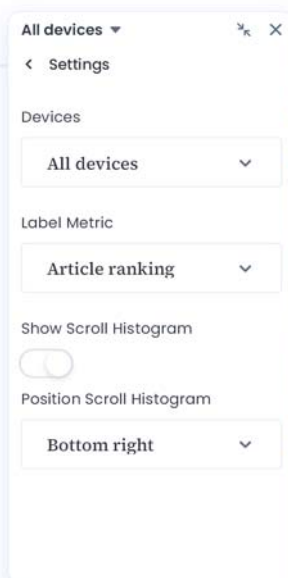 All devices
Settings
Devices
All devices
Label Metric
Article ranking
Show Scroll Histogram
Position Scroll Histogram
Bottom right